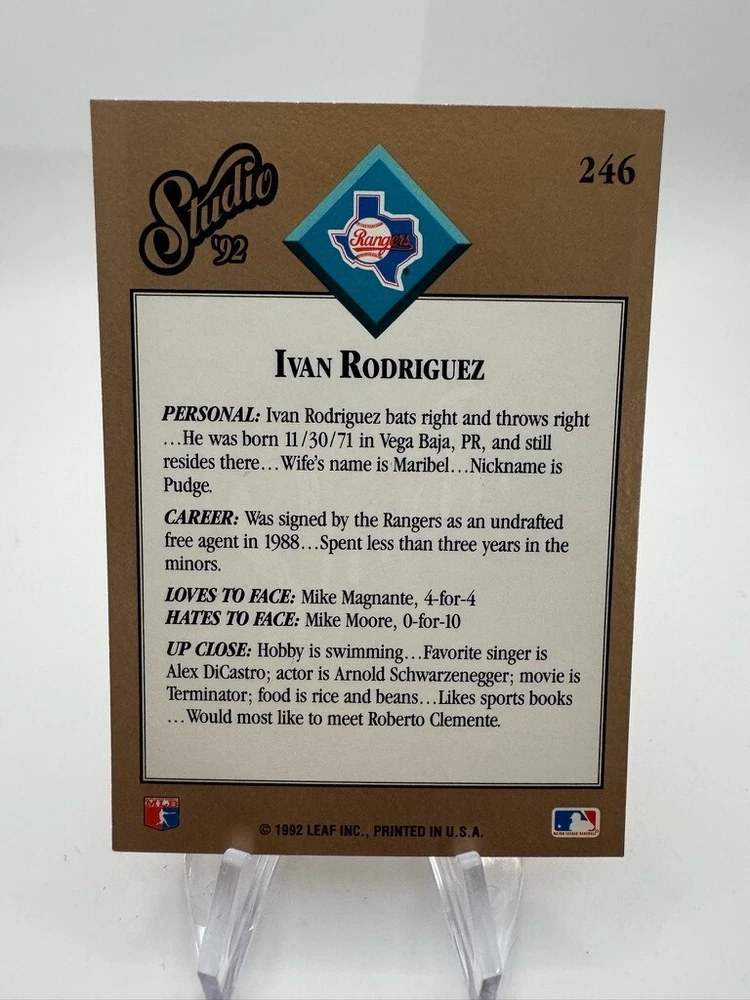 Studio
'92
246
Rangers
IVAN RODRIGUEZ
PERSONAL: Ivan Rodriguez bats right and throws right
...He was born 11/30/71 in Vega Baja, PR, and still
resides there...Wife's name is Maribel...Nickname is
Pudge.
CAREER: Was signed by the Rangers as an undrafted
free agent in 1988...Spent less than three years in the
minors.
LOVES TO FACE: Mike Magnante, 4-for-4
HATES TO FACE: Mike Moore, 0-for-10
UP CLOSE: Hobby is swimming...Favorite singer is
Alex DiCastro; actor is Arnold Schwarzenegger; movie is
Terminator; food is rice and beans...Likes sports books
...Would most like to meet Roberto Clemente.
MLB
© 1992 LEAF INC., PRINTED IN U.S.A.
MAJOR LEAGUE BASEBALL